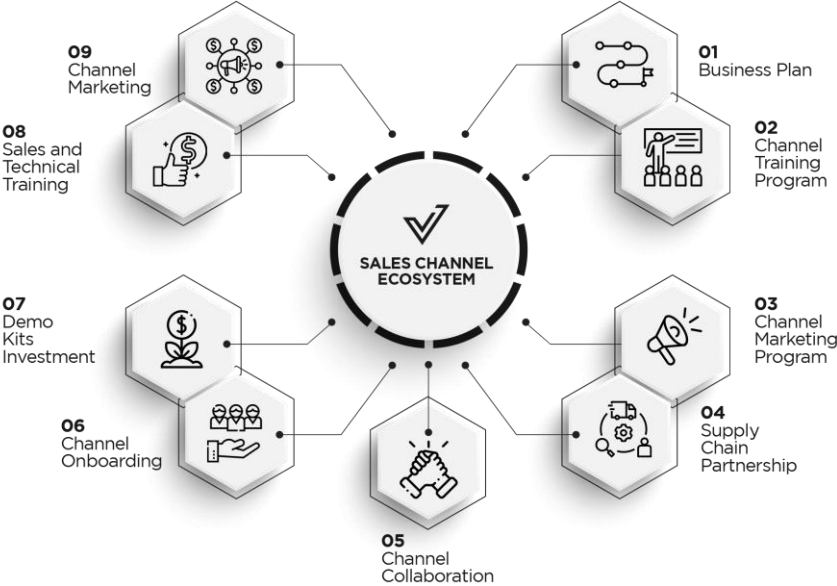 09
Channel
Marketing
01
Business Plan
08
Sales and
Technical
Training
02
Channel
Training
Program
SALES CHANNEL
ECOSYSTEM
07
Demo
Kits
Investment
03
Channel
Marketing
Program
06
Channel
Onboarding
04
Supply
Chain
Partnership
05
Channel
Collaboration